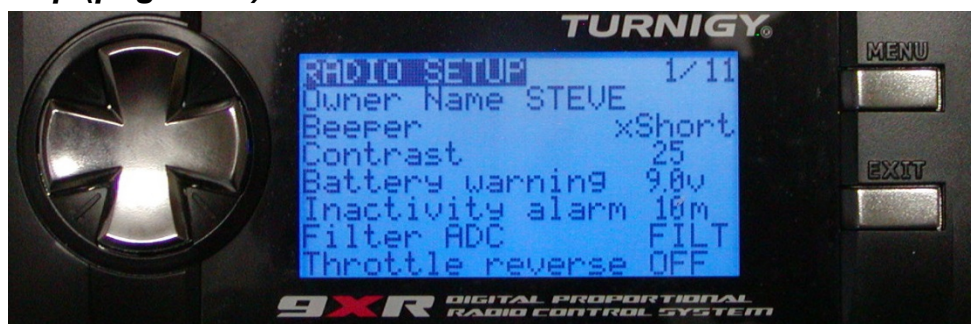 TURNIGY
MENU
RADIO SETUP 1/11
Owner Name STEVE
Beeper xShort
Contrast 25
EXIT
Battery warning 9.0v
Inactivity alarm 10m
Filter ADC FILT
Throttle reverse OFF
9XR DIGITAL PROPORTIONAL
RADIO CONTROL SYSTEM